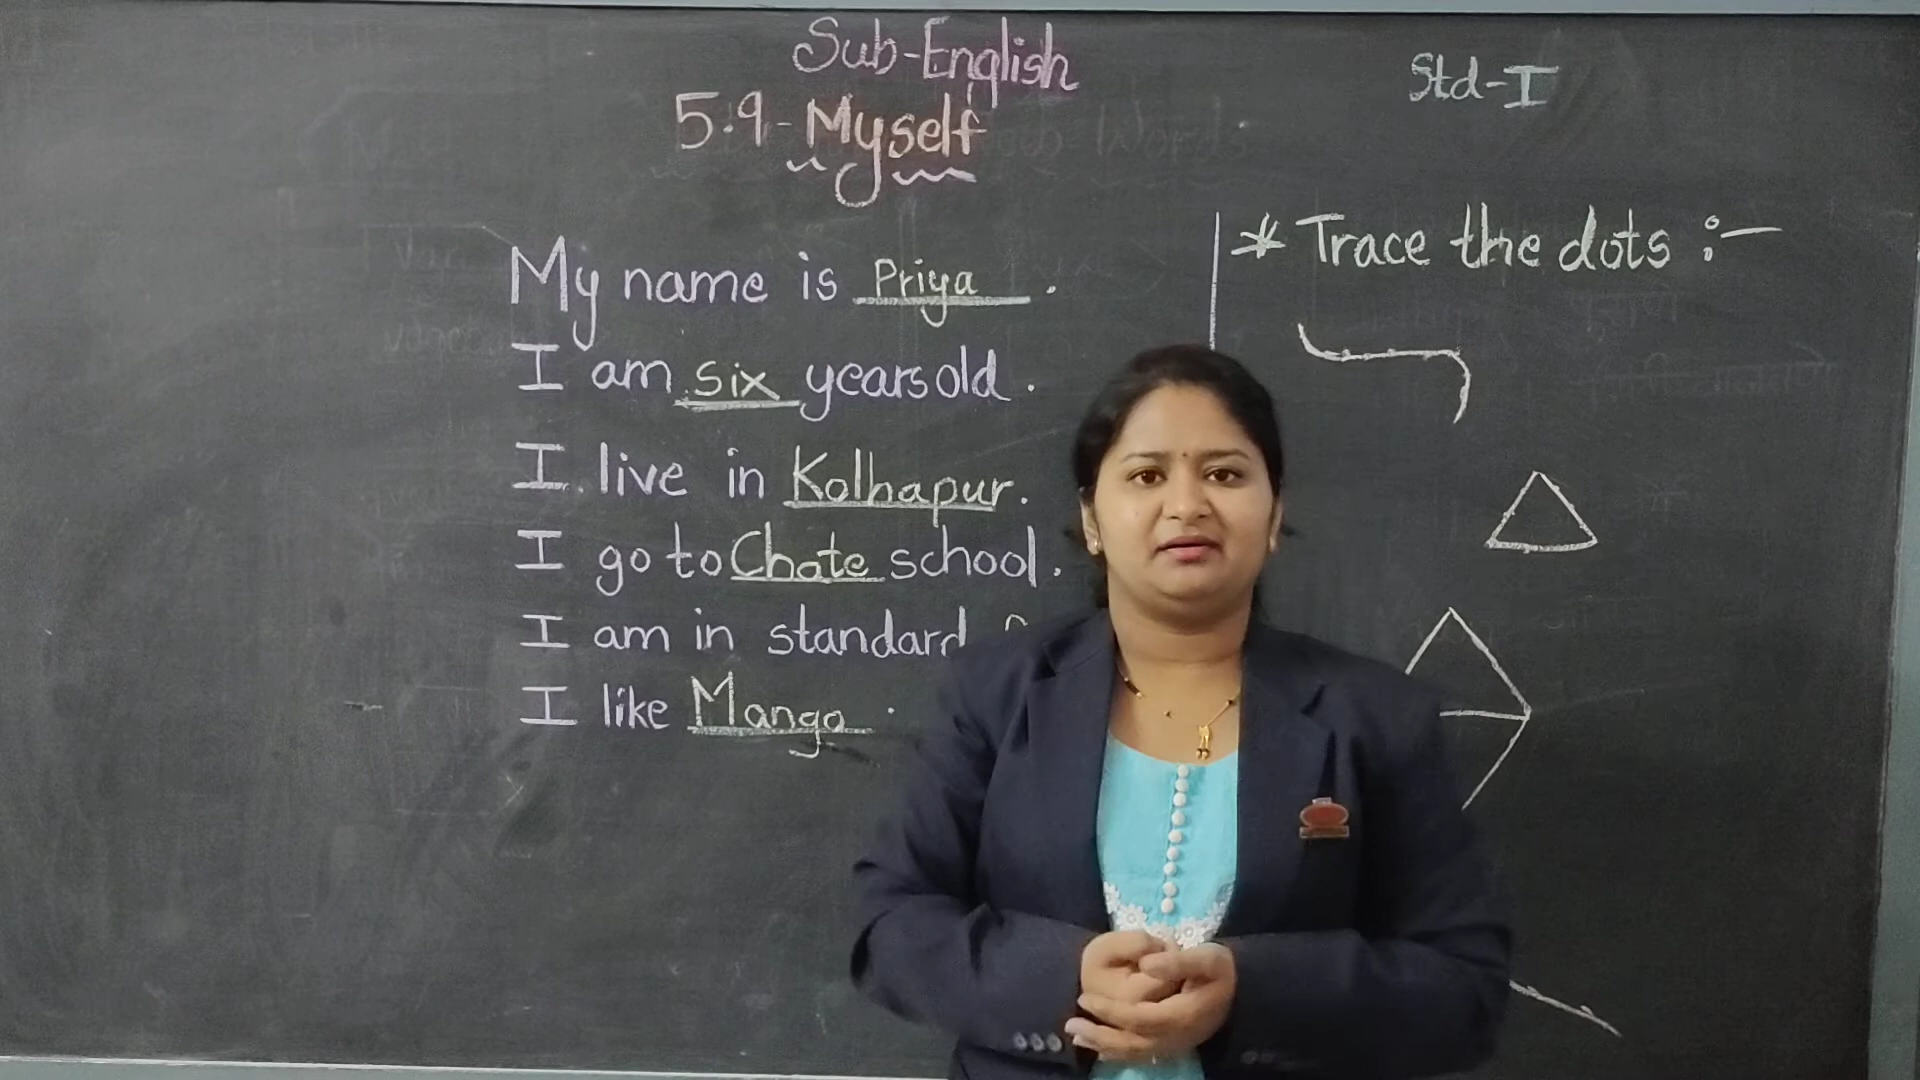 Sub-English
Std-I
5.9-Myself
My name is Priya.
I am six years old.
I live in Kolhapur.
I go to Chate school.
I am in standard
I like Mango.
* Trace the dots :-